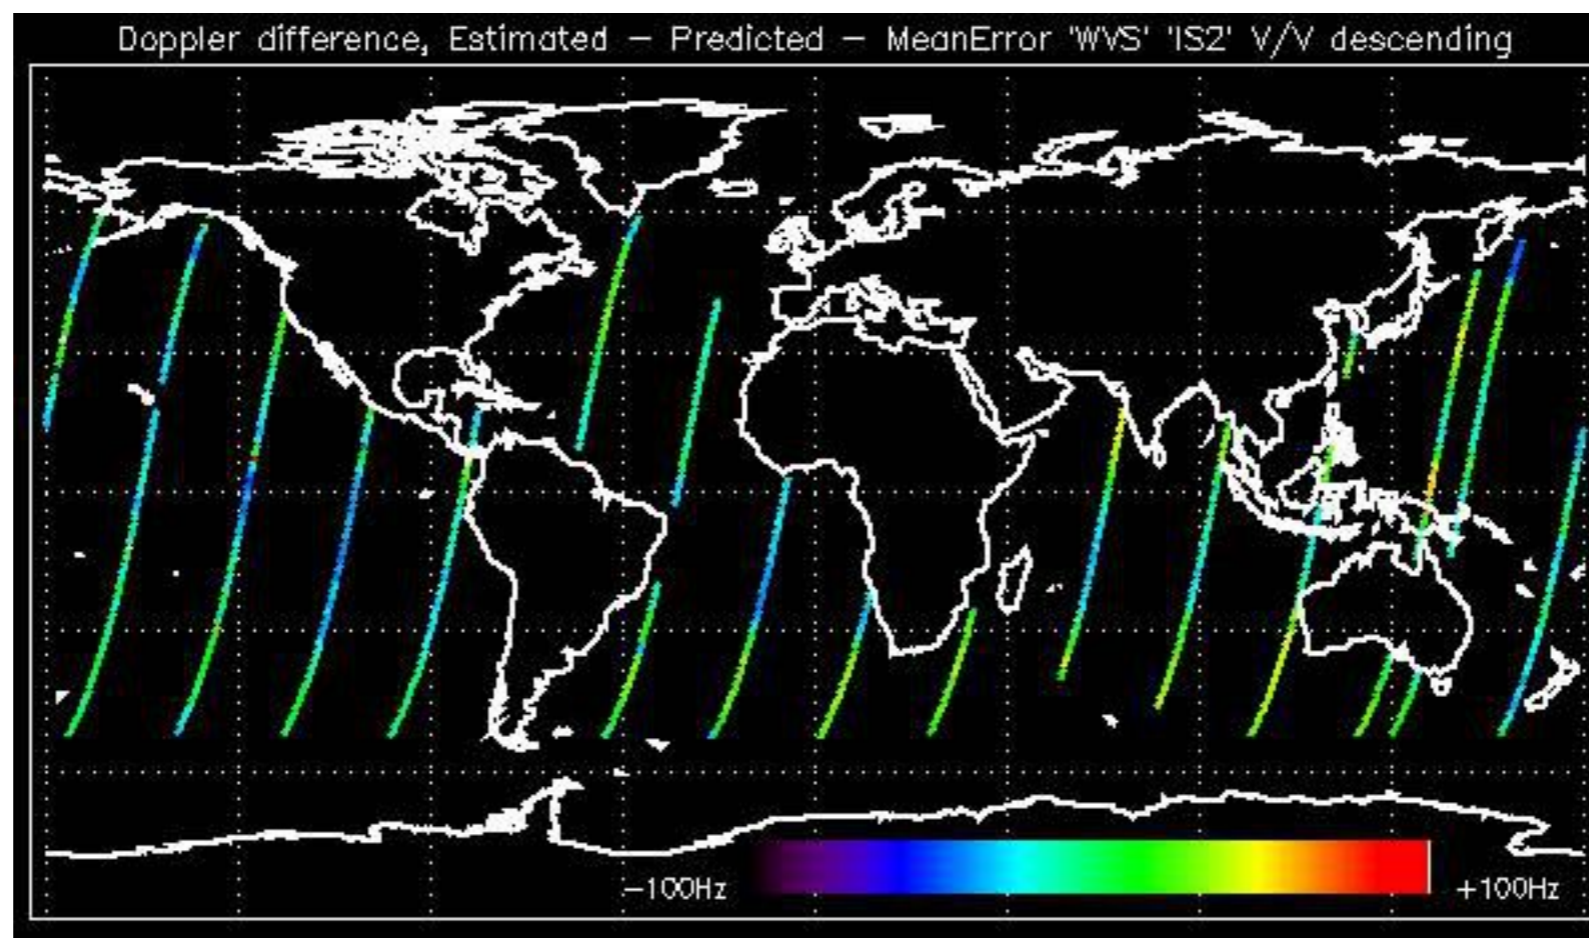 Doppler difference, Estimated – Predicted – MeanError 'WVS' 'IS2' V/V descending
–100Hz
+100Hz